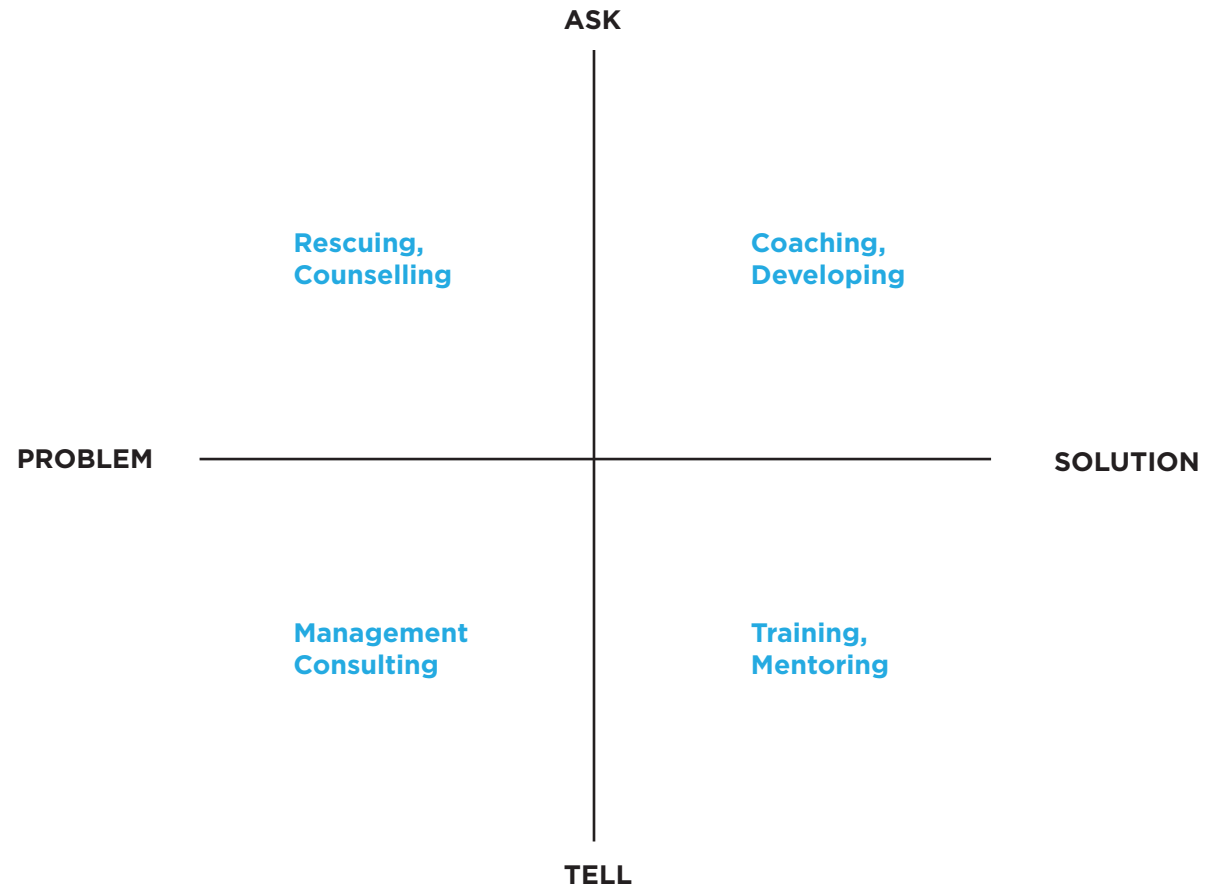 ASK
Rescuing,
Counselling
Coaching,
Developing
PROBLEM
SOLUTION
Management
Consulting
Training,
Mentoring
TELL